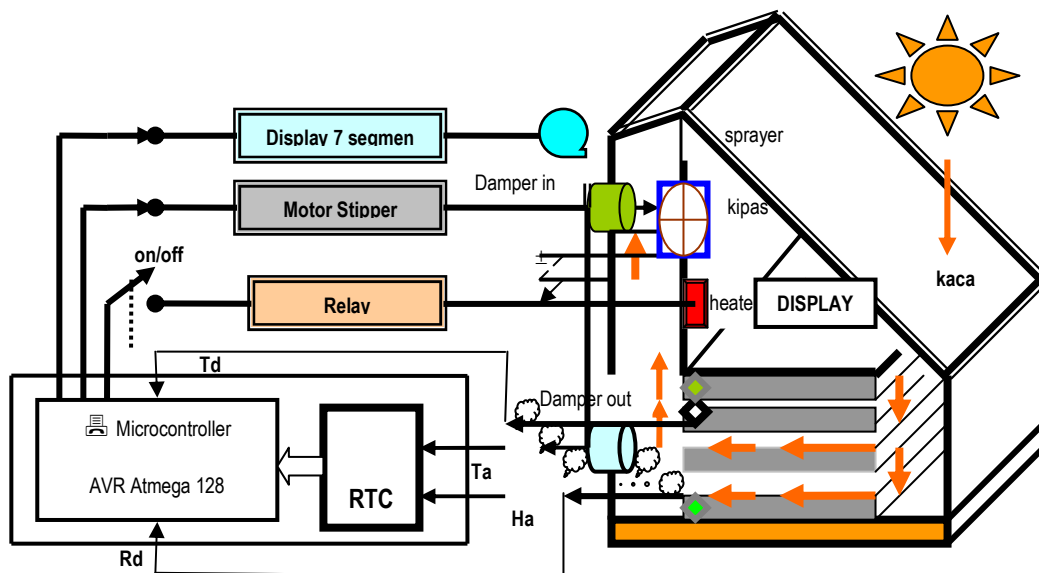 sprayer
Display 7 segmen
Damper in
kipas
Motor Stipper
on/off
±
kaca
Relay
heate
DISPLAY
Td
Damper out
Microcontroller
Ta
AVR Atmega 128
RTC
Ha
Rd